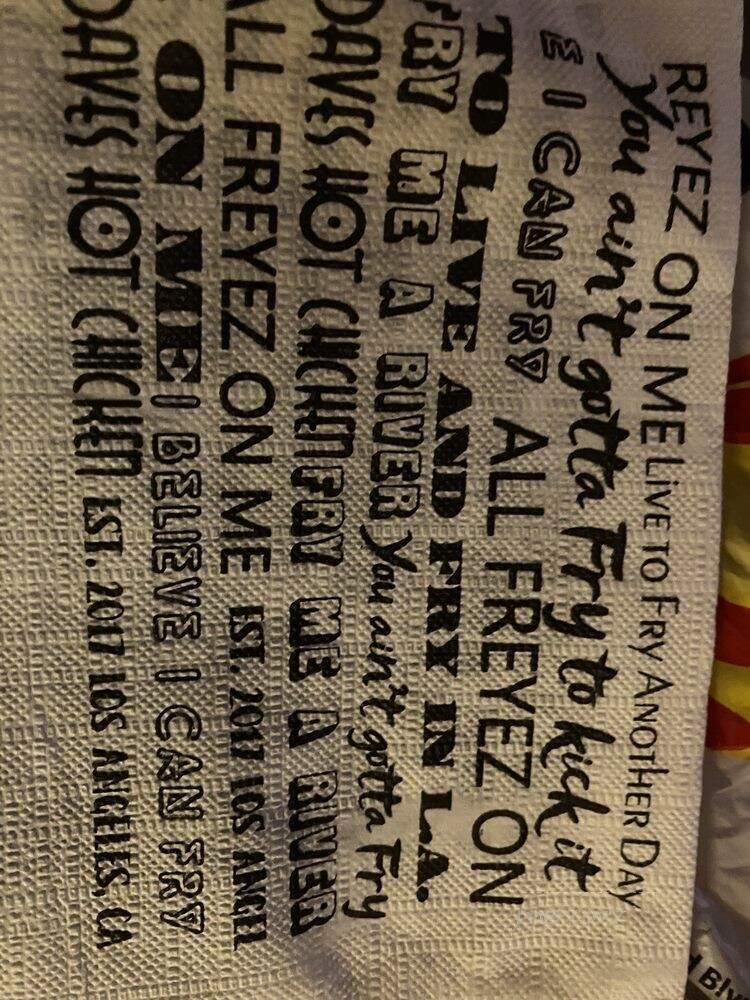 REYEZ ON ME LIVE TO FRY ANOTHER DAY
You ain't gotta Fry to kick it
E I CAN FRY ALL FREYEZ ON
TO LIVE AND FRY IN L.A.
FRY ME A RIVER You ain't gotta Fry
DAVES HOT CHICKEN FRY ME A RIVER
ALL FREYEZ ON ME EST. 2017 LOS ANGEL
ON ME I BELIEVE I CAN FRY
DAVES HOT CHICKEN EST. 2017 LOS ANGELES, CA